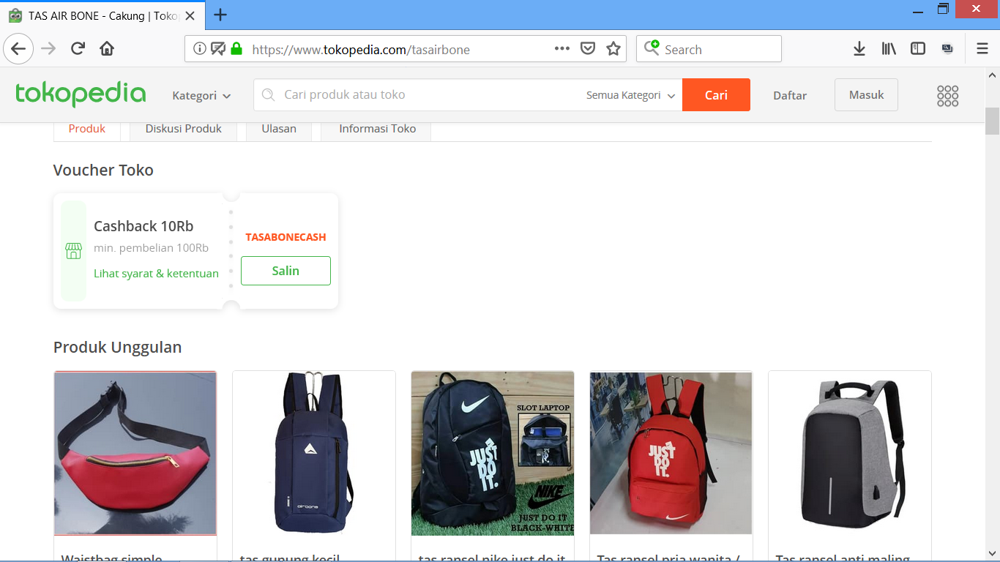 TAS AIR BONE - Cakung | Toko
https://www.tokopedia.com/tasairbone
Search
tokopedia
Kategori
Cari produk atau toko
Semua Kategori
Cari
Daftar
Masuk
Produk
Diskusi Produk
Ulasan
Informasi Toko
Voucher Toko
Cashback 10Rb
min. pembelian 100Rb
Lihat syarat & ketentuan
TASABONECASH
Salin
Produk Unggulan
airbone
SLOT LAPTOP
JUST
DO
IT.
NIKE
JUST DO IT
BLACK-WHITE
JUST
DO
IT.
Waistbag simple
tas gunung kecil
tas ransel nike just do it
Tas ransel pria wanita /
Tas ransel anti maling